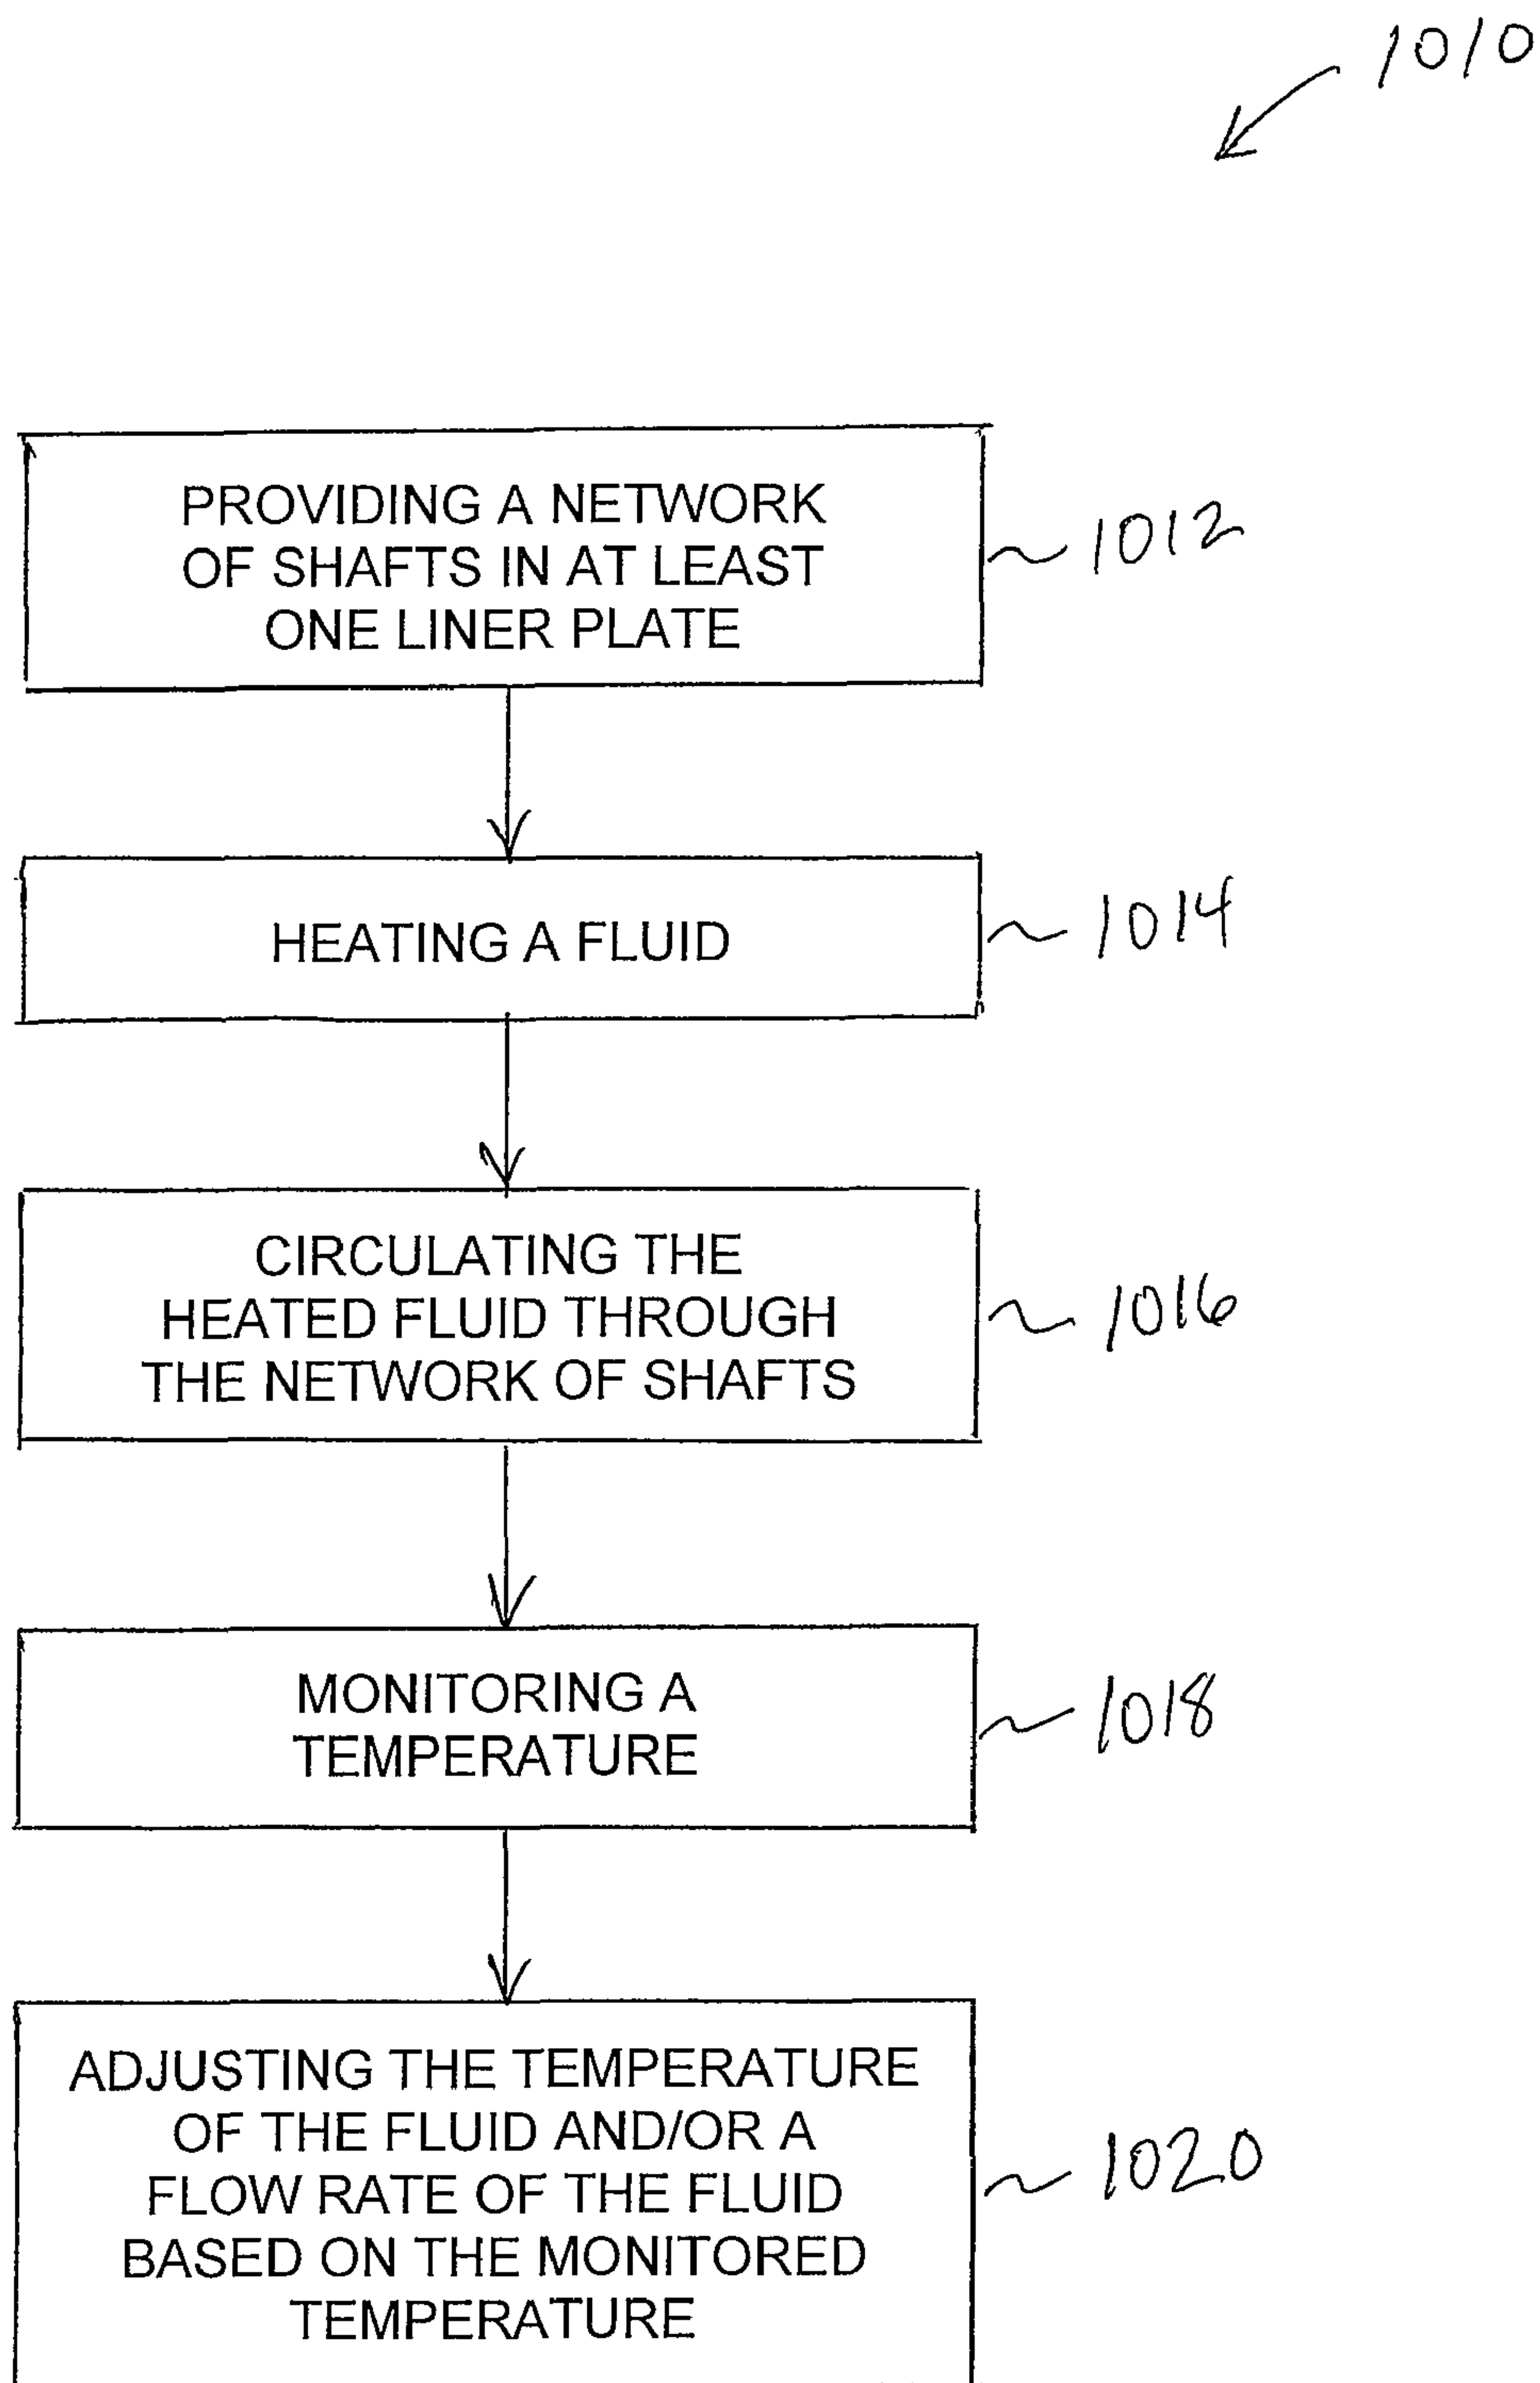 1010
PROVIDING A NETWORK
OF SHAFTS IN AT LEAST
ONE LINER PLATE
1012
HEATING A FLUID
1014
CIRCULATING THE
HEATED FLUID THROUGH
THE NETWORK OF SHAFTS
1016
MONITORING A
TEMPERATURE
1018
ADJUSTING THE TEMPERATURE
OF THE FLUID AND/OR A
FLOW RATE OF THE FLUID
BASED ON THE MONITORED
TEMPERATURE
1020